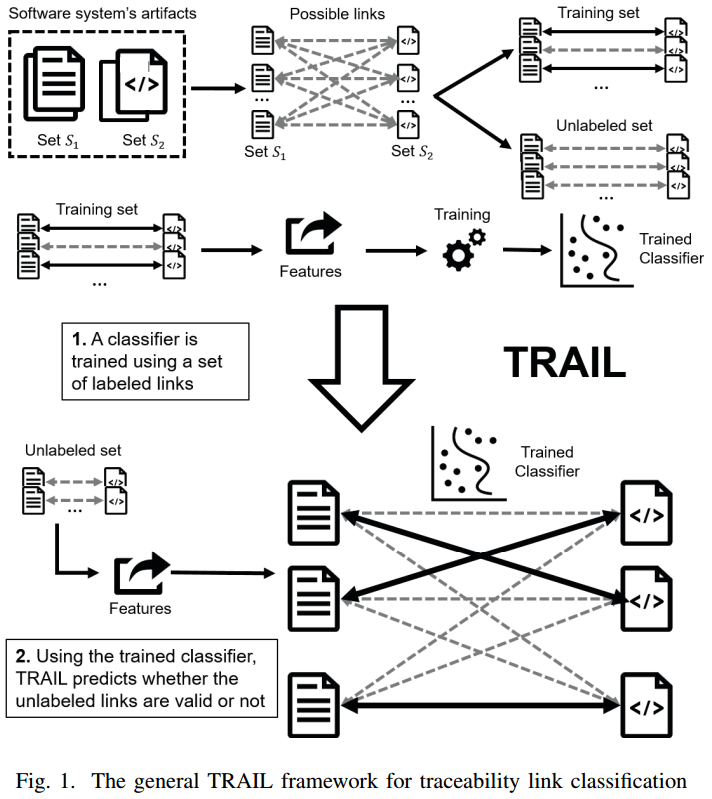 Software system's artifacts
Possible links
Training set
...
Set S₁
Set S₂
...
...
Set S₁
Set S₂
Unlabeled set
...
Training set
...
Features
Training
Trained
Classifier
1. A classifier is
trained using a set
of labeled links
TRAIL
Unlabeled set
...
Features
Trained
Classifier
</>
</>
</>
2. Using the trained classifier,
TRAIL predicts whether the
unlabeled links are valid or not
Fig. 1. The general TRAIL framework for traceability link classification